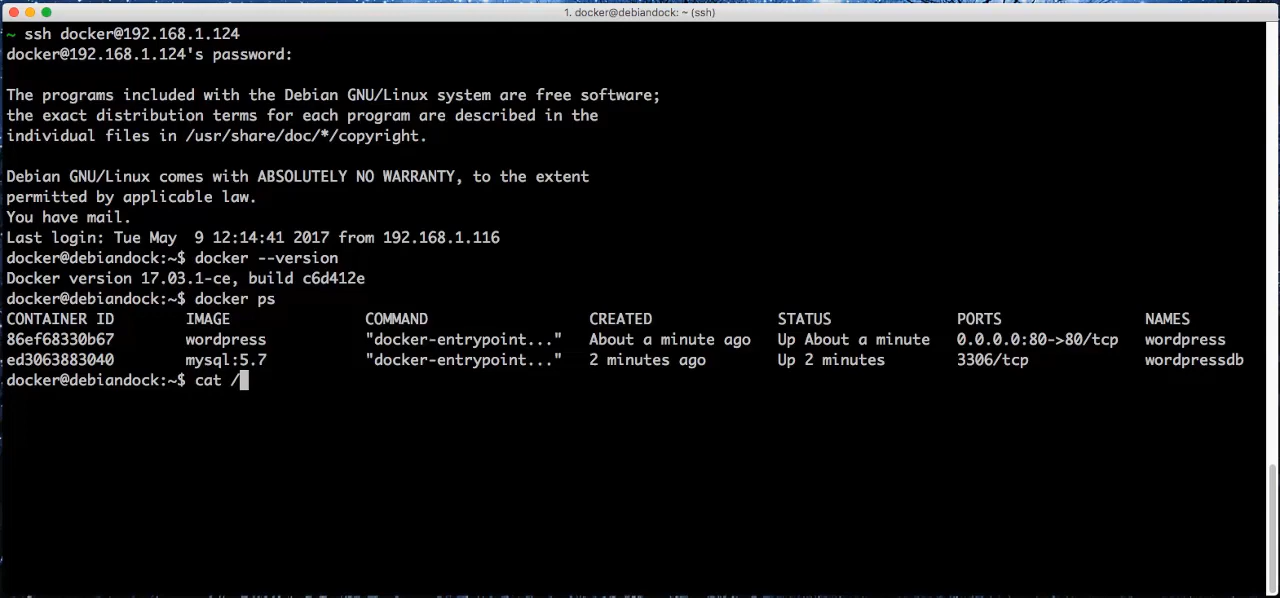 1. docker@debiandock: ~ (ssh)
~ ssh docker@192.168.1.124
docker@192.168.1.124's password:
The programs included with the Debian GNU/Linux system are free software;
the exact distribution terms for each program are described in the
individual files in /usr/share/doc/*/copyright.
Debian GNU/Linux comes with ABSOLUTELY NO WARRANTY, to the extent
permitted by applicable law.
You have mail.
Last login: Tue May  9 12:14:41 2017 from 192.168.1.116
docker@debiandock:~$ docker --version
Docker version 17.03.1-ce, build c6d412e
docker@debiandock:~$ docker ps
CONTAINER ID        IMAGE               COMMAND                  CREATED              STATUS              PORTS                NAMES
86ef68330b67        wordpress           "docker-entrypoint..."   About a minute ago   Up About a minute   0.0.0.0:80->80/tcp   wordpress
ed3063883040        mysql:5.7           "docker-entrypoint..."   2 minutes ago        Up 2 minutes        3306/tcp             wordpressdb
docker@debiandock:~$ cat /